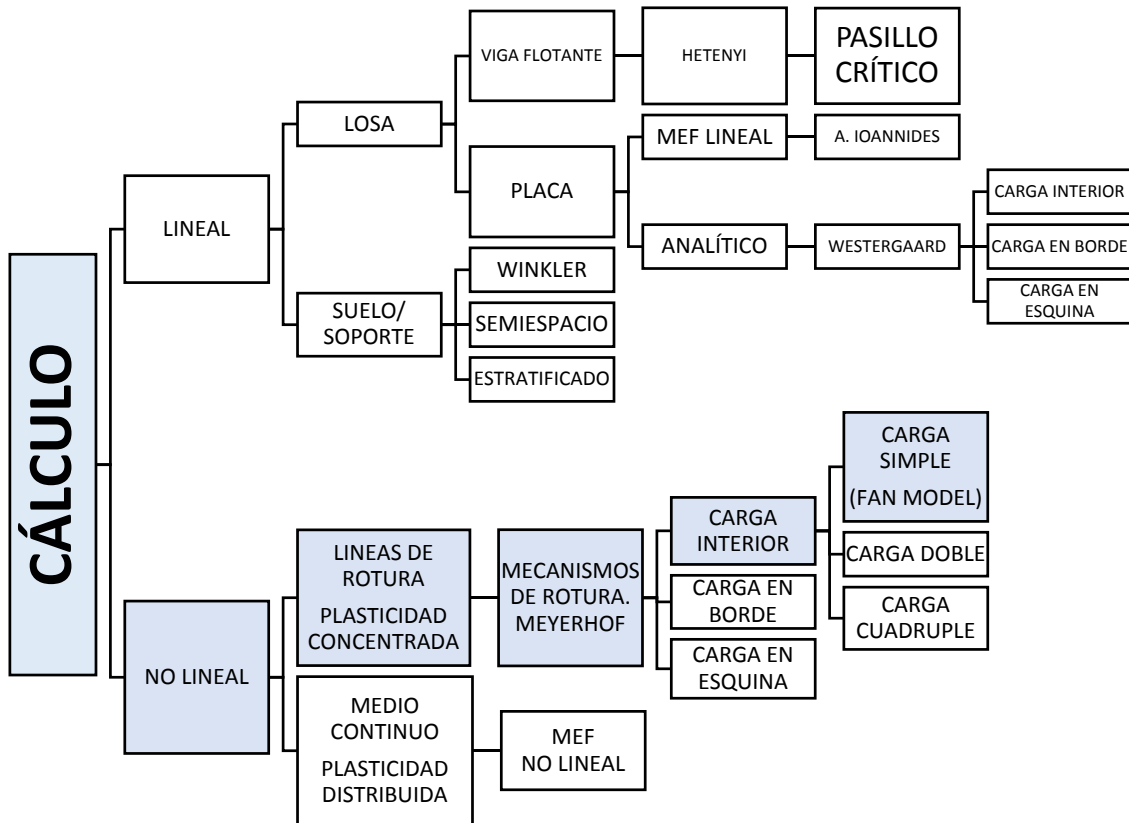 CÁLCULO
LINEAL
LOSA
VIGA FLOTANTE
HETENYI
PASILLO
CRÍTICO
PLACA
MEF LINEAL
A. IOANNIDES
ANALÍTICO
WESTERGAARD
CARGA INTERIOR
CARGA EN BORDE
CARGA EN
ESQUINA
SUELO/
SOPORTE
WINKLER
SEMIESPACIO
ESTRATIFICADO
NO LINEAL
LINEAS DE
ROTURA
PLASTICIDAD
CONCENTRADA
MECANISMOS
DE ROTURA.
MEYERHOF
CARGA
INTERIOR
CARGA
SIMPLE
(FAN MODEL)
CARGA DOBLE
CARGA
CUADRUPLE
CARGA EN
BORDE
CARGA EN
ESQUINA
MEDIO
CONTINUO
PLASTICIDAD
DISTRIBUIDA
MEF
NO LINEAL